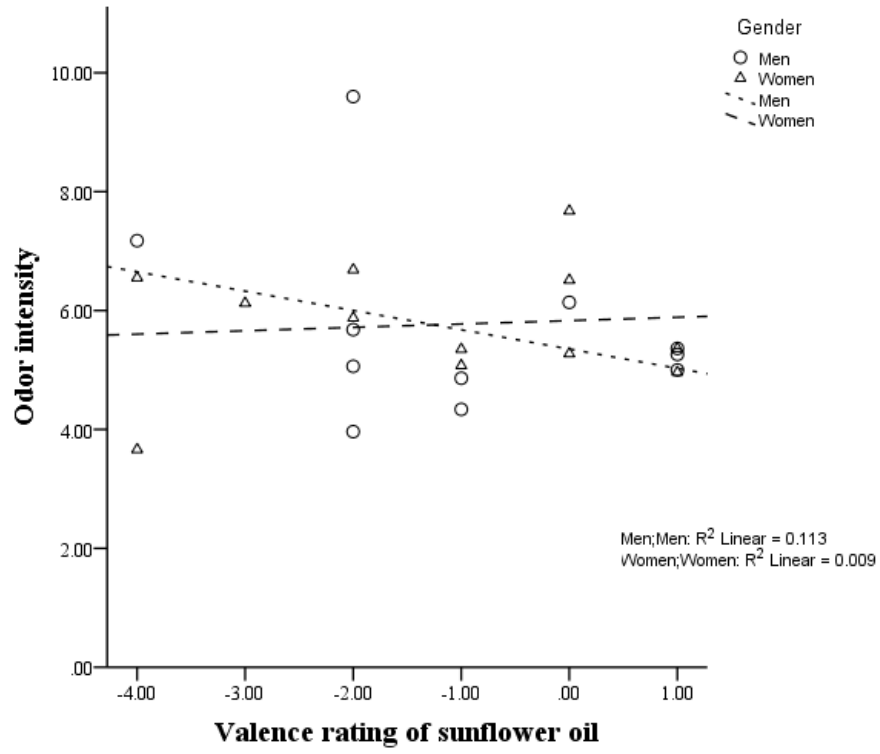 Gender
Men
Women
Men
Women
10.00
8.00
6.00
4.00
2.00
.00
Odor intensity
Men;Men: R² Linear = 0.113
Women;Women: R² Linear = 0.009
-4.00 -3.00 -2.00 -1.00 .00 1.00
Valence rating of sunflower oil